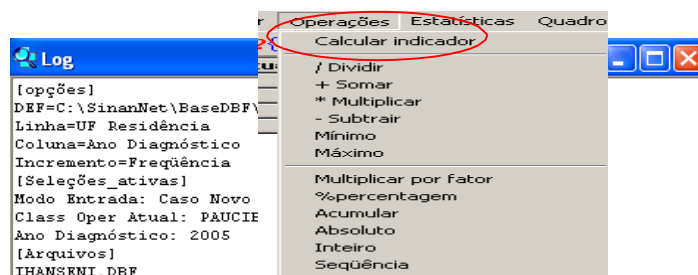 Operações Estatísticas Quadro
Calcular indicador
/ Dividir
+ Somar
* Multiplicar
- Subtrair
Mínimo
Máximo
Multiplicar por fator
%percentagem
Acumular
Absoluto
Inteiro
Seqüência
Log
[opções]
DEF=C:\SinanNet\BaseDBF\
Linha=UF Residência
Coluna=Ano Diagnóstico
Incremento=Freqüência
[Seleções_ativas]
Modo Entrada: Caso Novo
Class Oper Atual: PAUCIB
Ano Diagnóstico: 2005
[Arquivos]